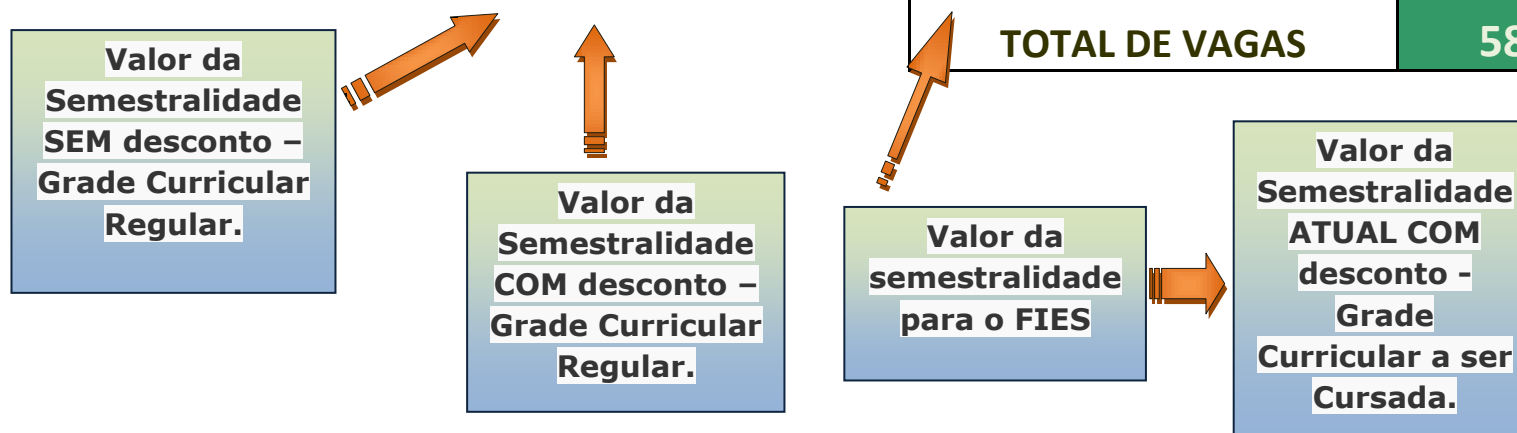 TOTAL DE VAGAS 58
Valor da
Semestralidade
SEM desconto –
Grade Curricular
Regular.
Valor da
Semestralidade
COM desconto –
Grade Curricular
Regular.
Valor da
semestralidade
para o FIES
Valor da
Semestralidade
ATUAL COM
desconto -
Grade
Curricular a ser
Cursada.